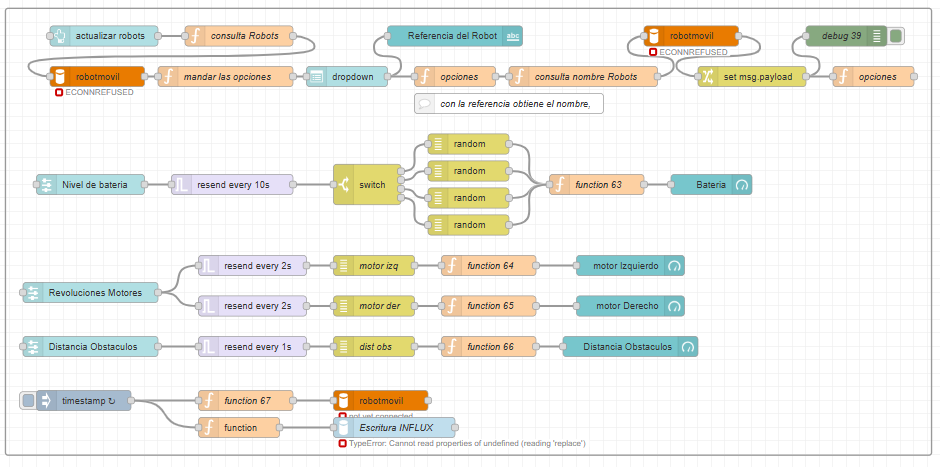 actualizar robots
consulta Robots
Referencia del Robot
abc
robotmovil
ECONNREFUSED
debug 39
robotmovil
ECONNREFUSED
mandar las opciones
dropdown
opciones
consulta nombre Robots
set msg.payload
opciones
con la referencia obtiene el nombre,
random
random
random
random
Nivel de bateria
resend every 10s
switch
function 63
Bateria
Revoluciones Motores
resend every 2s
motor izq
function 64
motor Izquierdo
resend every 2s
motor der
function 65
motor Derecho
Distancia Obstaculos
resend every 1s
dist obs
function 66
Distancia Obstaculos
timestamp ↻
function 67
robotmovil
not yet connected
function
Escritura INFLUX
TypeError: Cannot read properties of undefined (reading 'replace')